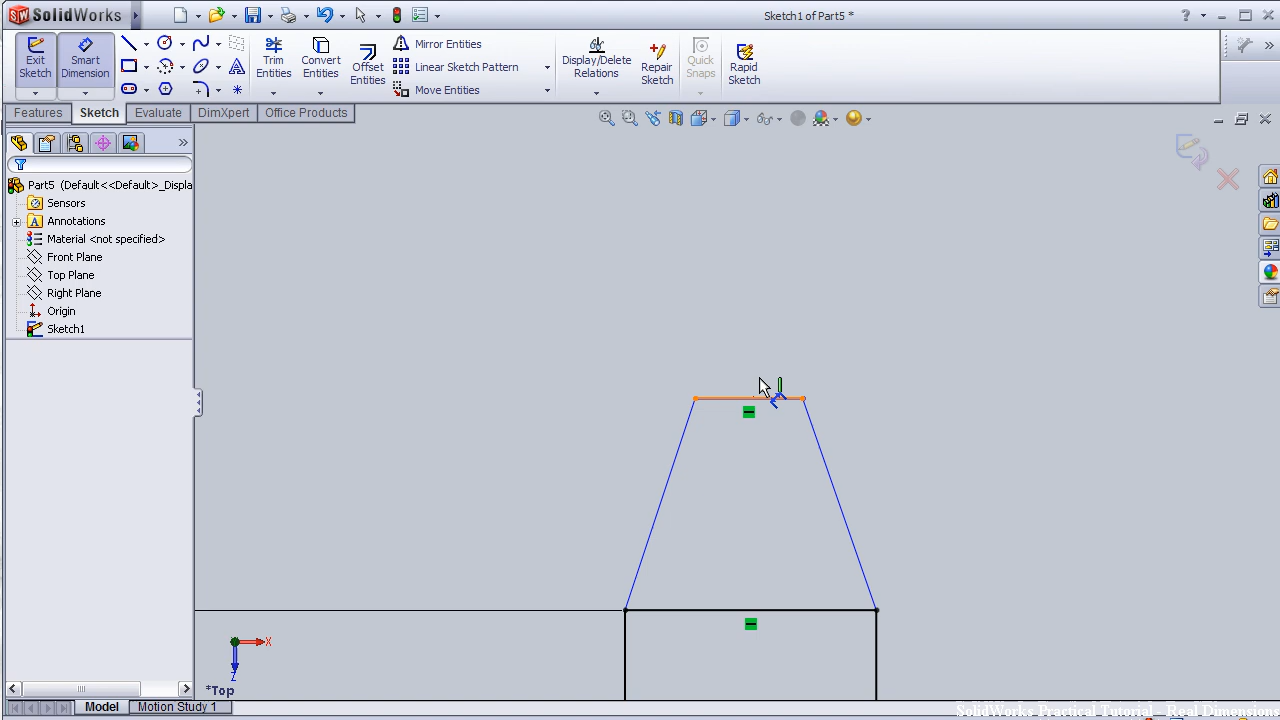 SolidWorks
Sketch1 of Part5 *
?
Exit Sketch
Smart Dimension
Trim Entities
Convert Entities
Offset Entities
Mirror Entities
Linear Sketch Pattern
Move Entities
Display/Delete Relations
Repair Sketch
Quick Snaps
Rapid Sketch
Features
Sketch
Evaluate
DimXpert
Office Products
Part5 (Default<<Default>_Displa
Sensors
Annotations
Material <not specified>
Front Plane
Top Plane
Right Plane
Origin
Sketch1
X
Z
*Top
Model
Motion Study 1
SolidWorks Practical Tutorial - Real Dimensions